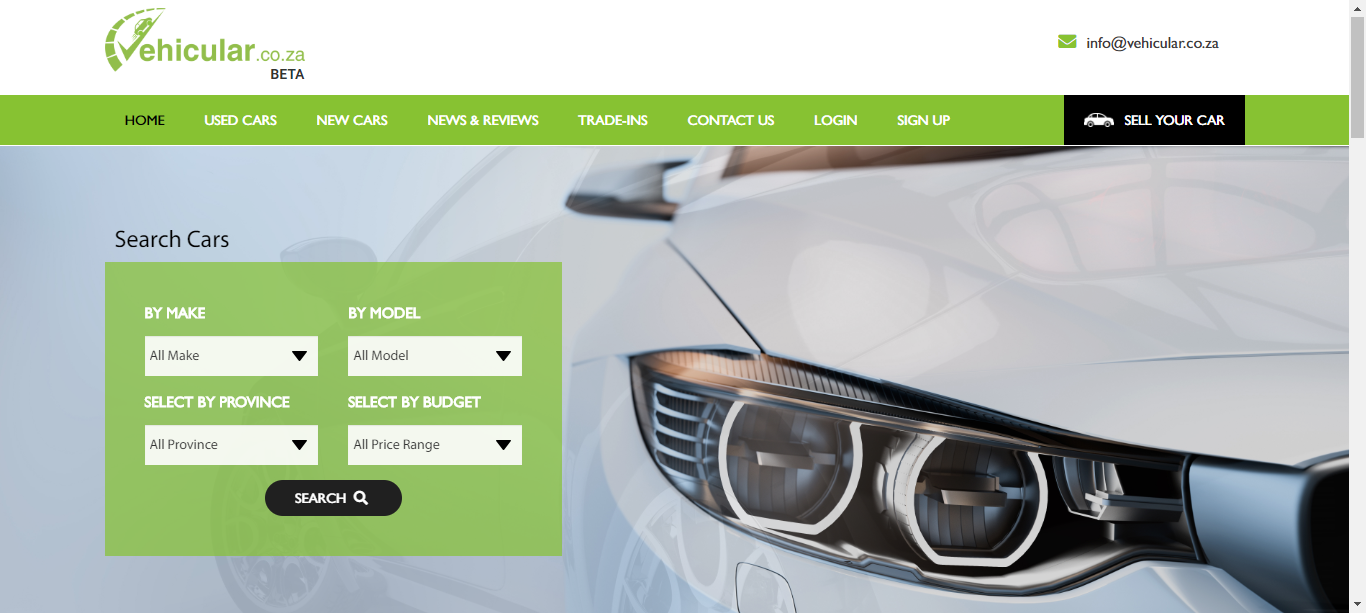 Vehicular.co.za
BETA
info@vehicular.co.za
HOME USED CARS NEW CARS NEWS & REVIEWS TRADE-INS CONTACT US LOGIN SIGN UP SELL YOUR CAR
Search Cars
BY MAKE BY MODEL
All Make All Model
SELECT BY PROVINCE SELECT BY BUDGET
All Province All Price Range
SEARCH